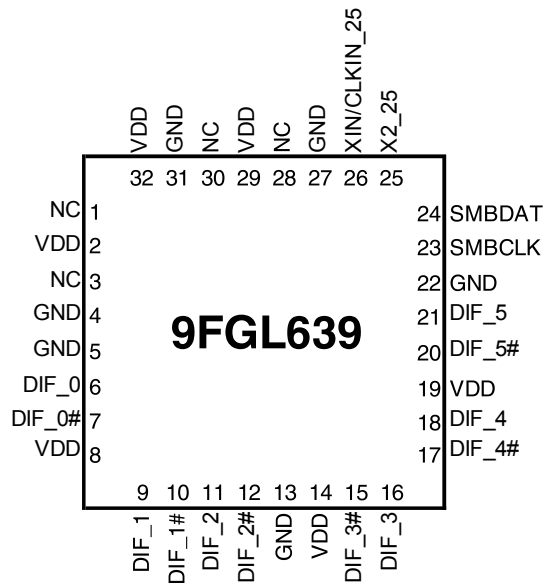 VDD
GND
NC
VDD
NC
GND
XIN/CLKIN_25
X2_25
32 31 30 29 28 27 26 25
NC 1
VDD 2
NC 3
GND 4
GND 5
DIF_0 6
DIF_0# 7
VDD 8
9FGL639
24 SMBDAT
23 SMBCLK
22 GND
21 DIF_5
20 DIF_5#
19 VDD
18 DIF_4
17 DIF_4#
9 10 11 12 13 14 15 16
DIF_1
DIF_1#
DIF_2
DIF_2#
GND
VDD
DIF_3#
DIF_3